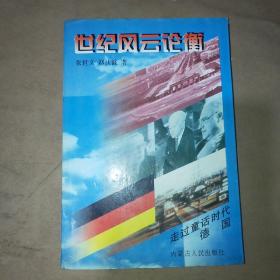 世纪风云论衡
著
走过童话时代
德国
内蒙古人民出版社